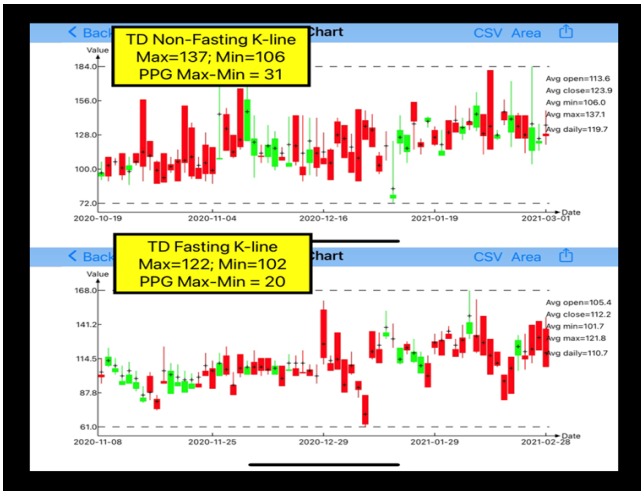 < Back
Chart
CSV Area
TD Non-Fasting K-line
Max=137; Min=106
PPG Max-Min = 31
Value
184.0
156.0
128.0
100.0
72.0
Avg open=113.6
Avg close=123.9
Avg min=106.0
Avg max=137.1
Avg daily=119.7
2020-10-19
2020-11-04
2020-12-16
2021-01-19
2021-03-01
Date
< Back
Chart
CSV Area
TD Fasting K-line
Max=122; Min=102
PPG Max-Min = 20
Value
168.0
141.2
114.5
87.8
61.0
Avg open=105.4
Avg close=112.2
Avg min=101.7
Avg max=121.8
Avg daily=110.7
2020-11-08
2020-11-25
2020-12-29
2021-01-29
2021-02-28
Date